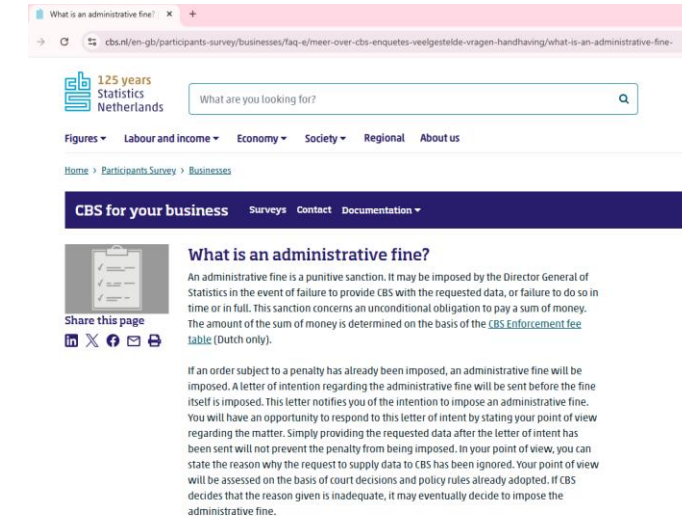 What is an administrative fine?
cbs.nl/en-gb/participants-survey/businesses/faq-e/meer-over-cbs-enquetes-veelgestelde-vragen-handhaving/what-is-an-administrative-fine-
125 years
Statistics
Netherlands
What are you looking for?
Figures Labour and income Economy Society Regional About us
Home > Participants Survey > Businesses
CBS for your business Surveys Contact Documentation
What is an administrative fine?
An administrative fine is a punitive sanction. It may be imposed by the Director General of
Statistics in the event of failure to provide CBS with the requested data, or failure to do so in
time or in full. This sanction concerns an unconditional obligation to pay a sum of money.
The amount of the sum of money is determined on the basis of the CBS Enforcement fee
table (Dutch only).
Share this page
If an order subject to a penalty has already been imposed, an administrative fine will be
imposed. A letter of intention regarding the administrative fine will be sent before the fine
itself is imposed. This letter notifies you of the intention to impose an administrative fine.
You will have an opportunity to respond to this letter of intent by stating your point of view
regarding the matter. Simply providing the requested data after the letter of intent has
been sent will not prevent the penalty from being imposed. In your point of view, you can
state the reason why the request to supply data to CBS has been ignored. Your point of view
will be assessed on the basis of court decisions and policy rules already adopted. If CBS
decides that the reason given is inadequate, it may eventually decide to impose the
administrative fine.